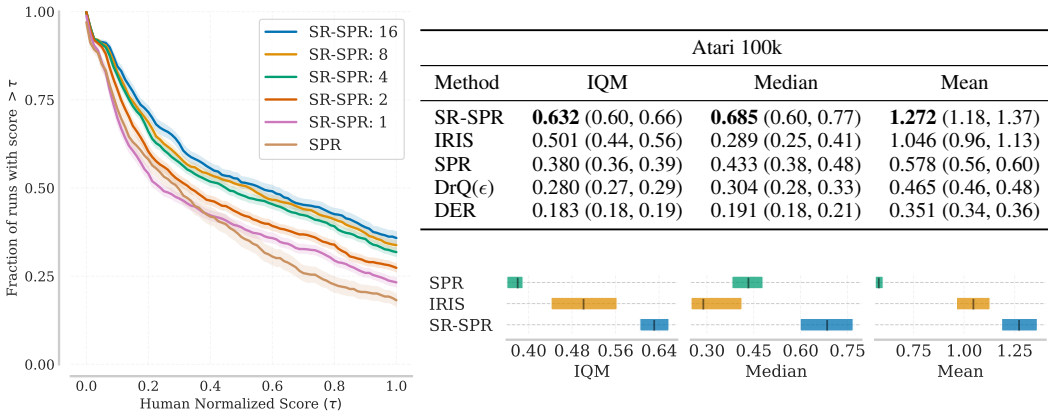 1.00
0.75
0.50
0.25
0.00
Fraction of runs with score > τ
0.0 0.2 0.4 0.6 0.8 1.0
Human Normalized Score (τ)
SR-SPR: 16
SR-SPR: 8
SR-SPR: 4
SR-SPR: 2
SR-SPR: 1
SPR
Atari 100k
Method IQM Median Mean
SR-SPR 0.632 (0.60, 0.66) 0.685 (0.60, 0.77) 1.272 (1.18, 1.37)
IRIS 0.501 (0.44, 0.56) 0.289 (0.25, 0.41) 1.046 (0.96, 1.13)
SPR 0.380 (0.36, 0.39) 0.433 (0.38, 0.48) 0.578 (0.56, 0.60)
DrQ(ϵ) 0.280 (0.27, 0.29) 0.304 (0.28, 0.33) 0.465 (0.46, 0.48)
DER 0.183 (0.18, 0.19) 0.191 (0.18, 0.21) 0.351 (0.34, 0.36)
SPR
IRIS
SR-SPR
0.40 0.48 0.56 0.64 0.30 0.45 0.60 0.75 0.75 1.00 1.25
IQM Median Mean